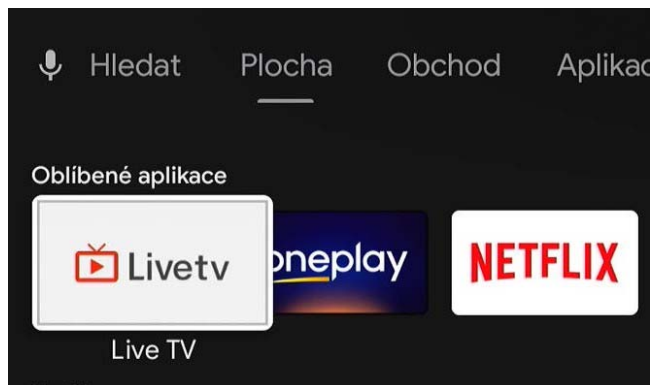 Hledat Plocha Obchod Aplikac
Oblíbené aplikace
Livetv oneplay NETFLIX
Live TV